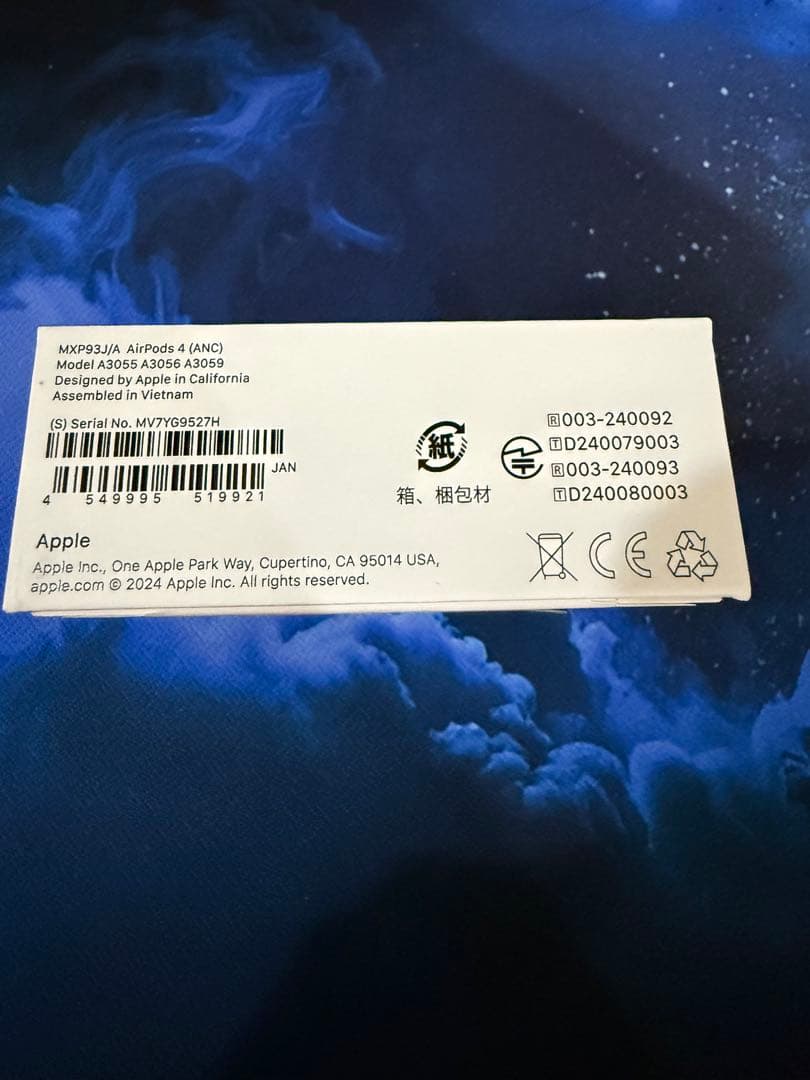 MXP93J/A AirPods 4 (ANC)
Model A3055 A3056 A3059
Designed by Apple in California
Assembled in Vietnam
(S) Serial No. MV7YG9527H
JAN
4 549995 519921
紙
箱、梱包材
🅁003-240092
🅃D240079003
🅁003-240093
🅃D240080003
Apple
Apple Inc., One Apple Park Way, Cupertino, CA 95014 USA,
apple.com © 2024 Apple Inc. All rights reserved.
CE